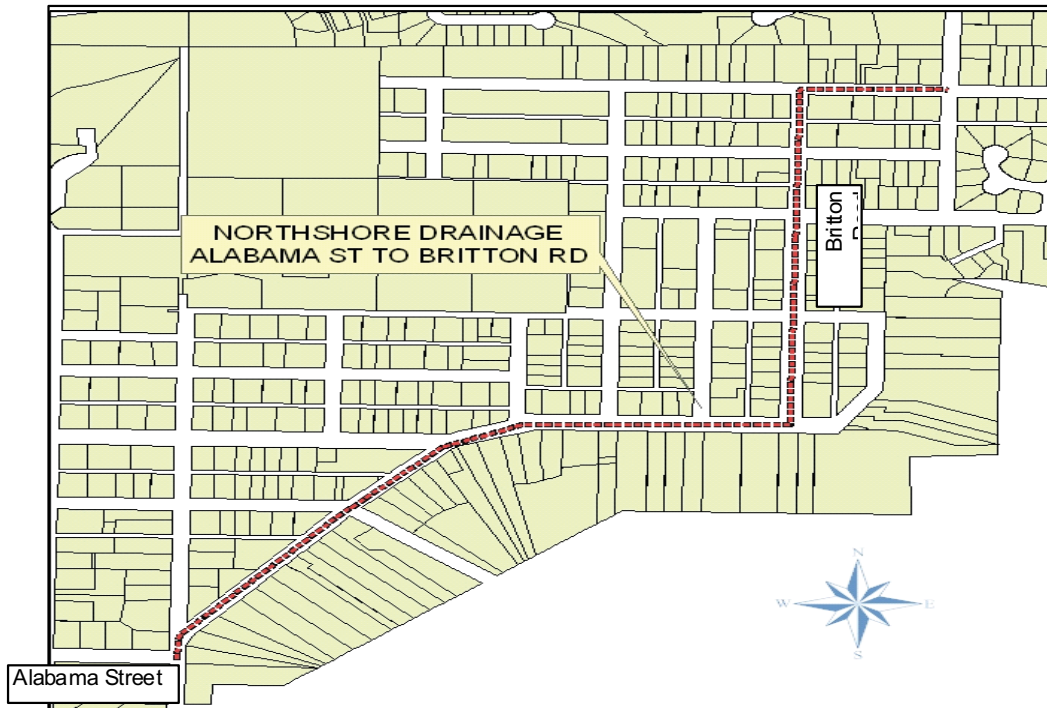 NORTHSHORE DRAINAGE
ALABAMA ST TO BRITTON RD
Britton
N
W
E
S
Alabama Street